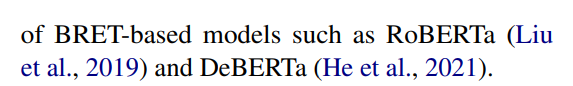 of BRET-based models such as RoBERTa (Liu
et al., 2019) and DeBERTa (He et al., 2021).